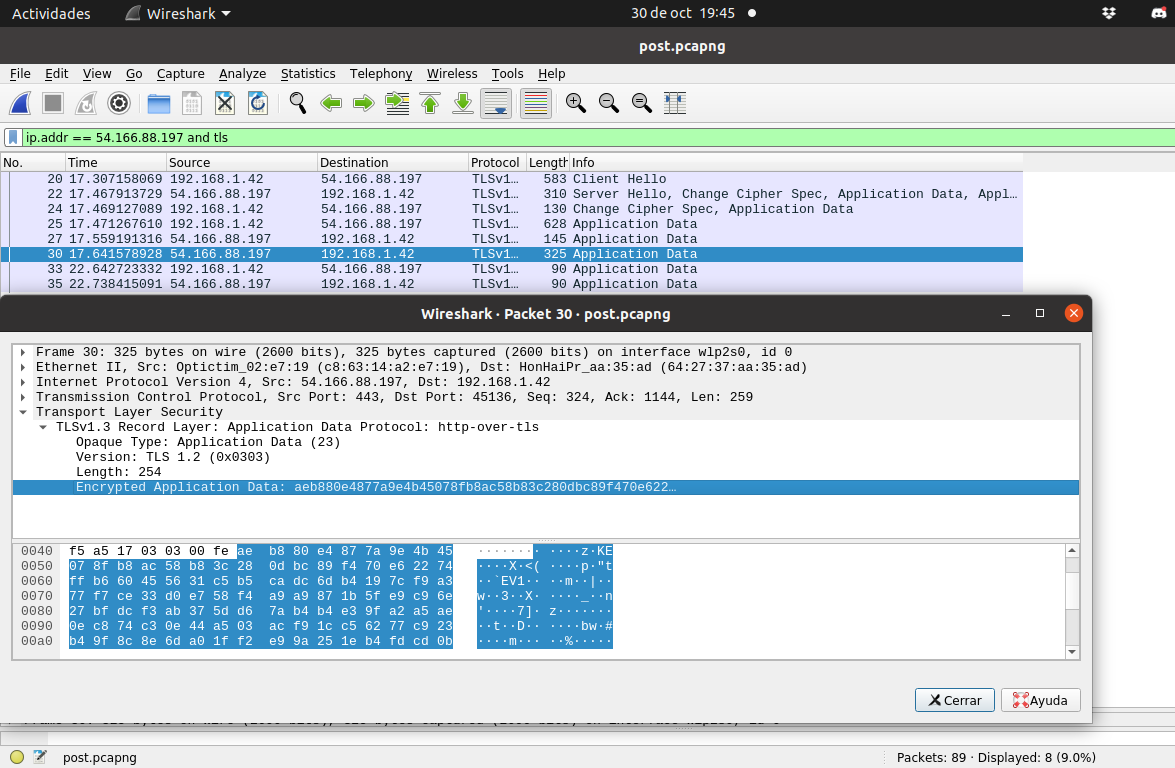 Actividades Wireshark 30 de oct 19:45
post.pcapng
File Edit View Go Capture Analyze Statistics Telephony Wireless Tools Help
ip.addr == 54.166.88.197 and tls
No. Time Source Destination Protocol Length Info
20 17.307158069 192.168.1.42 54.166.88.197 TLSv1… 583 Client Hello
22 17.467913729 54.166.88.197 192.168.1.42 TLSv1… 310 Server Hello, Change Cipher Spec, Application Data, Appl…
24 17.469127089 192.168.1.42 54.166.88.197 TLSv1… 130 Change Cipher Spec, Application Data
25 17.471267610 192.168.1.42 54.166.88.197 TLSv1… 628 Application Data
27 17.559191316 54.166.88.197 192.168.1.42 TLSv1… 145 Application Data
30 17.641578928 54.166.88.197 192.168.1.42 TLSv1… 325 Application Data
33 22.642723332 192.168.1.42 54.166.88.197 TLSv1… 90 Application Data
35 22.738415091 54.166.88.197 192.168.1.42 TLSv1… 90 Application Data
Wireshark · Packet 30 · post.pcapng
Frame 30: 325 bytes on wire (2600 bits), 325 bytes captured (2600 bits) on interface wlp2s0, id 0
Ethernet II, Src: Optictim_02:e7:19 (c8:63:14:a2:e7:19), Dst: HonHaiPr_aa:35:ad (64:27:37:aa:35:ad)
Internet Protocol Version 4, Src: 54.166.88.197, Dst: 192.168.1.42
Transmission Control Protocol, Src Port: 443, Dst Port: 45136, Seq: 324, Ack: 1144, Len: 259
Transport Layer Security
TLSv1.3 Record Layer: Application Data Protocol: http-over-tls
Opaque Type: Application Data (23)
Version: TLS 1.2 (0x0303)
Length: 254
Encrypted Application Data: aeb880e4877a9e4b45078fb8ac58b83c280dbc89f470e622…
0040 f5 a5 17 03 03 00 fe ae b8 80 e4 87 7a 9e 4b 45 ········ ····z·KE
0050 07 8f b8 ac 58 b8 3c 28 0d bc 89 f4 70 e6 22 74 ····X·<( ····p·"t
0060 ff b6 60 45 56 31 c5 b5 ca dc 6d b4 19 7c f9 a3 ··`EV1·· ··m··|··
0070 77 f7 ce 33 d0 e7 58 f4 a9 a9 87 1b 5f e9 c9 6e w··3··X· ····_··n
0080 27 bf dc f3 ab 37 5d d6 7a b4 b4 e3 9f a2 a5 ae '····7]· z·······
0090 0e c8 74 c3 0e 44 a5 03 ac f9 1c c5 62 77 c9 23 ··t··D·· ····bw·#
00a0 b4 9f 8c 8e 6d a0 1f f2 e9 9a 25 1e b4 fd cd 0b ····m··· ··%·····
Cerrar Ayuda
post.pcapng Packets: 89 · Displayed: 8 (9.0%)